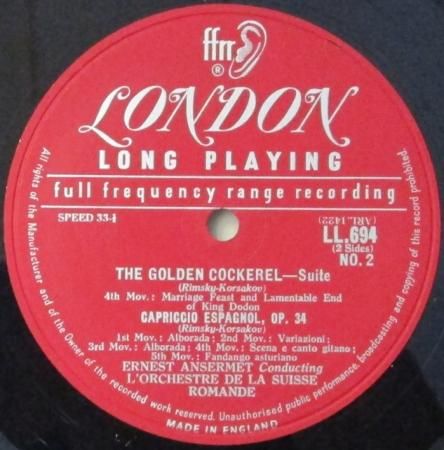 ffrr
®
LONDON
LONG PLAYING
full frequency range recording
SPEED 33⅓
(ARL. 1422)
LL.694
(2 Sides)
NO. 2
THE GOLDEN COCKEREL—Suite
(Rimsky-Korsakov)
4th Mov.: Marriage Feast and Lamentable End
of King Dodon
CAPRICCIO ESPAGNOL, OP. 34
(Rimsky-Korsakov)
1st Mov.: Alborada; 2nd Mov.: Variazioni;
3rd Mov.: Alborada; 4th Mov.: Scena e canto gitano;
5th Mov.: Fandango asturiano
ERNEST ANSERMET Conducting
L'ORCHESTRE DE LA SUISSE
ROMANDE
All rights of the Manufacturer and of the Owner of the recorded work reserved. Unauthorised public performance, broadcasting and copying of this record prohibited.
MADE IN ENGLAND